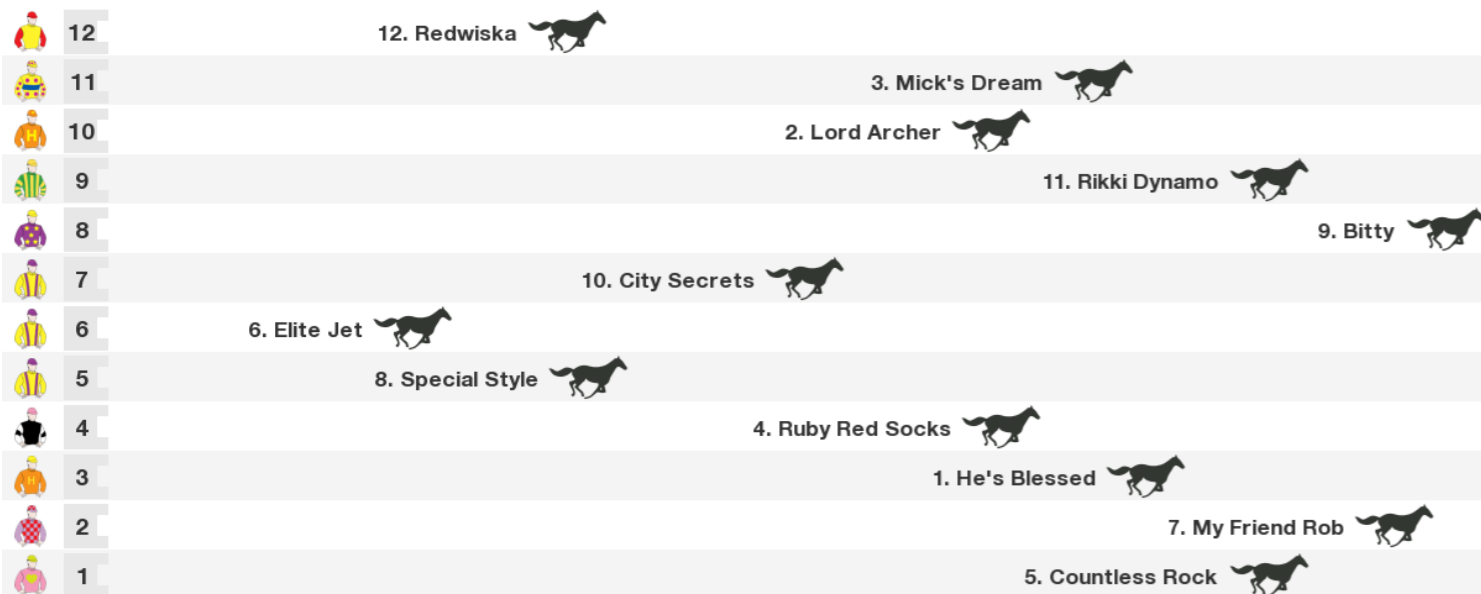 12 12. Redwiska
11 3. Mick's Dream
10 2. Lord Archer
9 11. Rikki Dynamo
8 9. Bitty
7 10. City Secrets
6 6. Elite Jet
5 8. Special Style
4 4. Ruby Red Socks
H
3 1. He's Blessed
2 7. My Friend Rob
1 5. Countless Rock